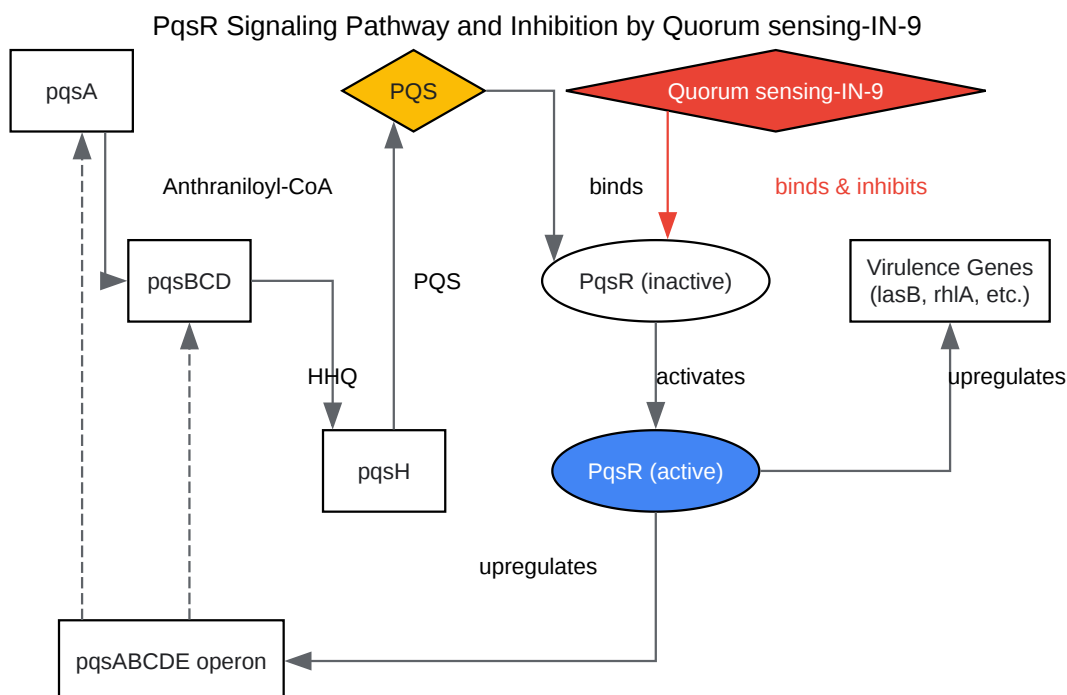 PqsR Signaling Pathway and Inhibition by Quorum sensing-IN-9
pqsA
PQS
Quorum sensing-IN-9
Anthraniloyl-CoA
binds
binds & inhibits
pqsBCD
PQS
PqsR (inactive)
Virulence Genes
(lasB, rhlA, etc.)
HHQ
activates
upregulates
pqsH
PqsR (active)
upregulates
pqsABCDE operon